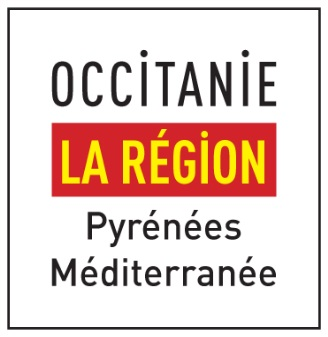 OCCiTANiE
LA RÉGiON
Pyrénées
Méditerranée